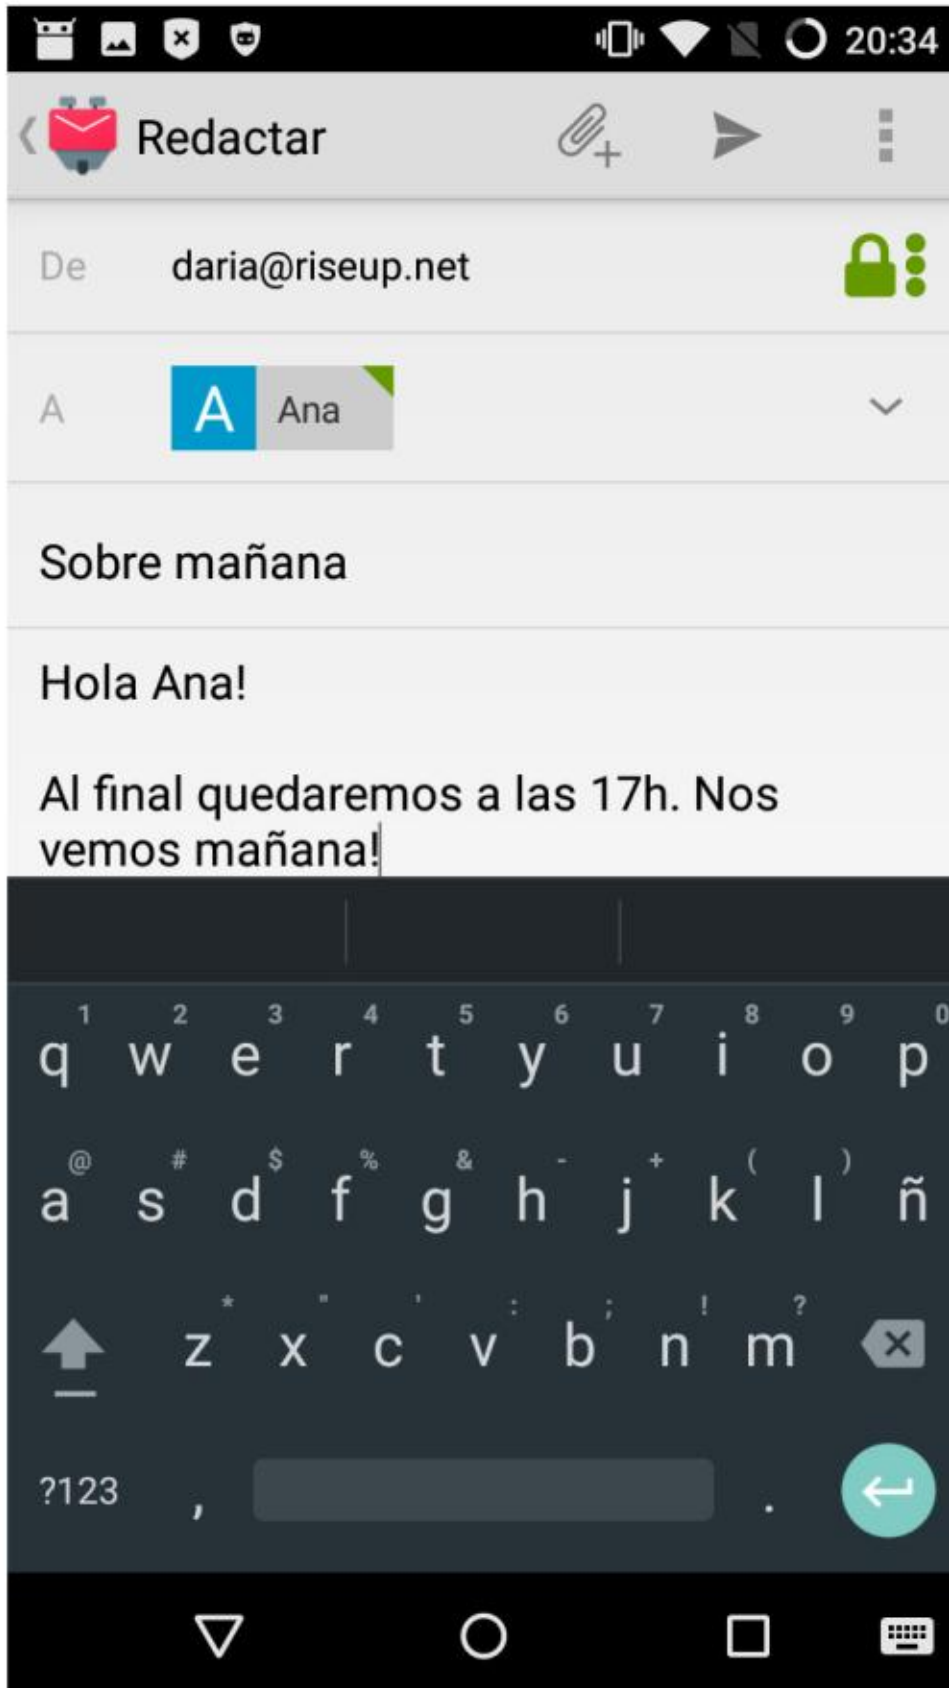 20:34
Redactar
De daria@riseup.net
A A Ana
Sobre mañana
Hola Ana!
Al final quedaremos a las 17h. Nos
vemos mañana!
1 2 3 4 5 6 7 8 9 0
q w e r t y u i o p
@ # $ % & - + ( )
a s d f g h j k l ñ
* " ' : ; ! ?
z x c v b n m
?123 , .